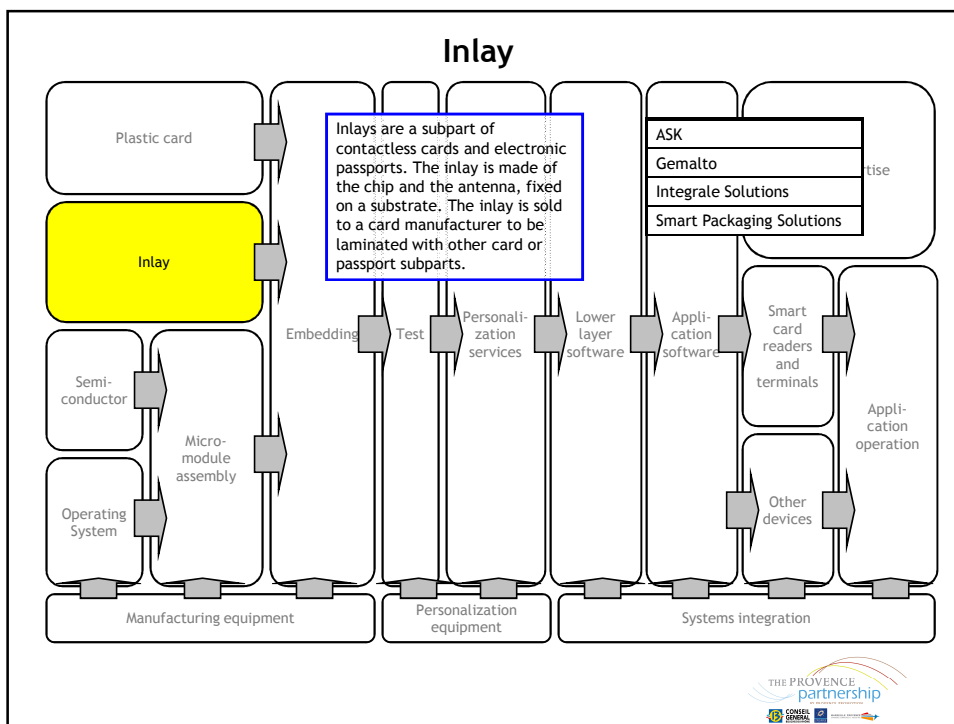 Inlay
Plastic card
Inlays are a subpart of
contactless cards and electronic
passports. The inlay is made of
the chip and the antenna, fixed
on a substrate. The inlay is sold
to a card manufacturer to be
laminated with other card or
passport subparts.
ASK
Gemalto
Integrale Solutions
Smart Packaging Solutions
rtise
Inlay
Embedding
Test
Personali-
zation
services
Lower
layer
software
Appli-
cation
software
Smart
card
readers
and
terminals
Semi-
conductor
Micro-
module
assembly
Appli-
cation
operation
Operating
System
Other
devices
Manufacturing equipment
Personalization
equipment
Systems integration
THE PROVENCE
partnership
CONSEIL
GENERAL